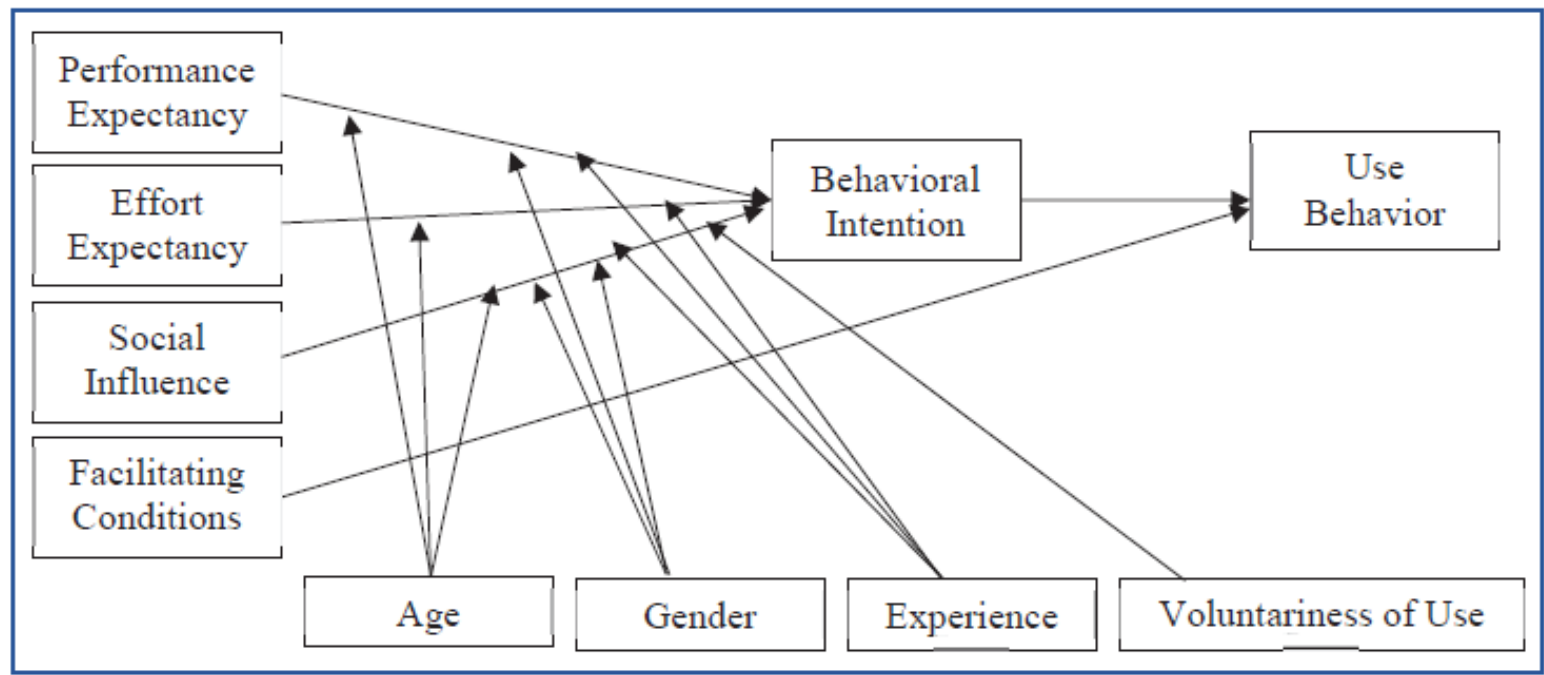 Performance
Expectancy
Effort
Expectancy
Social
Influence
Facilitating
Conditions
Behavioral
Intention
Use
Behavior
Age
Gender
Experience
Voluntariness of Use